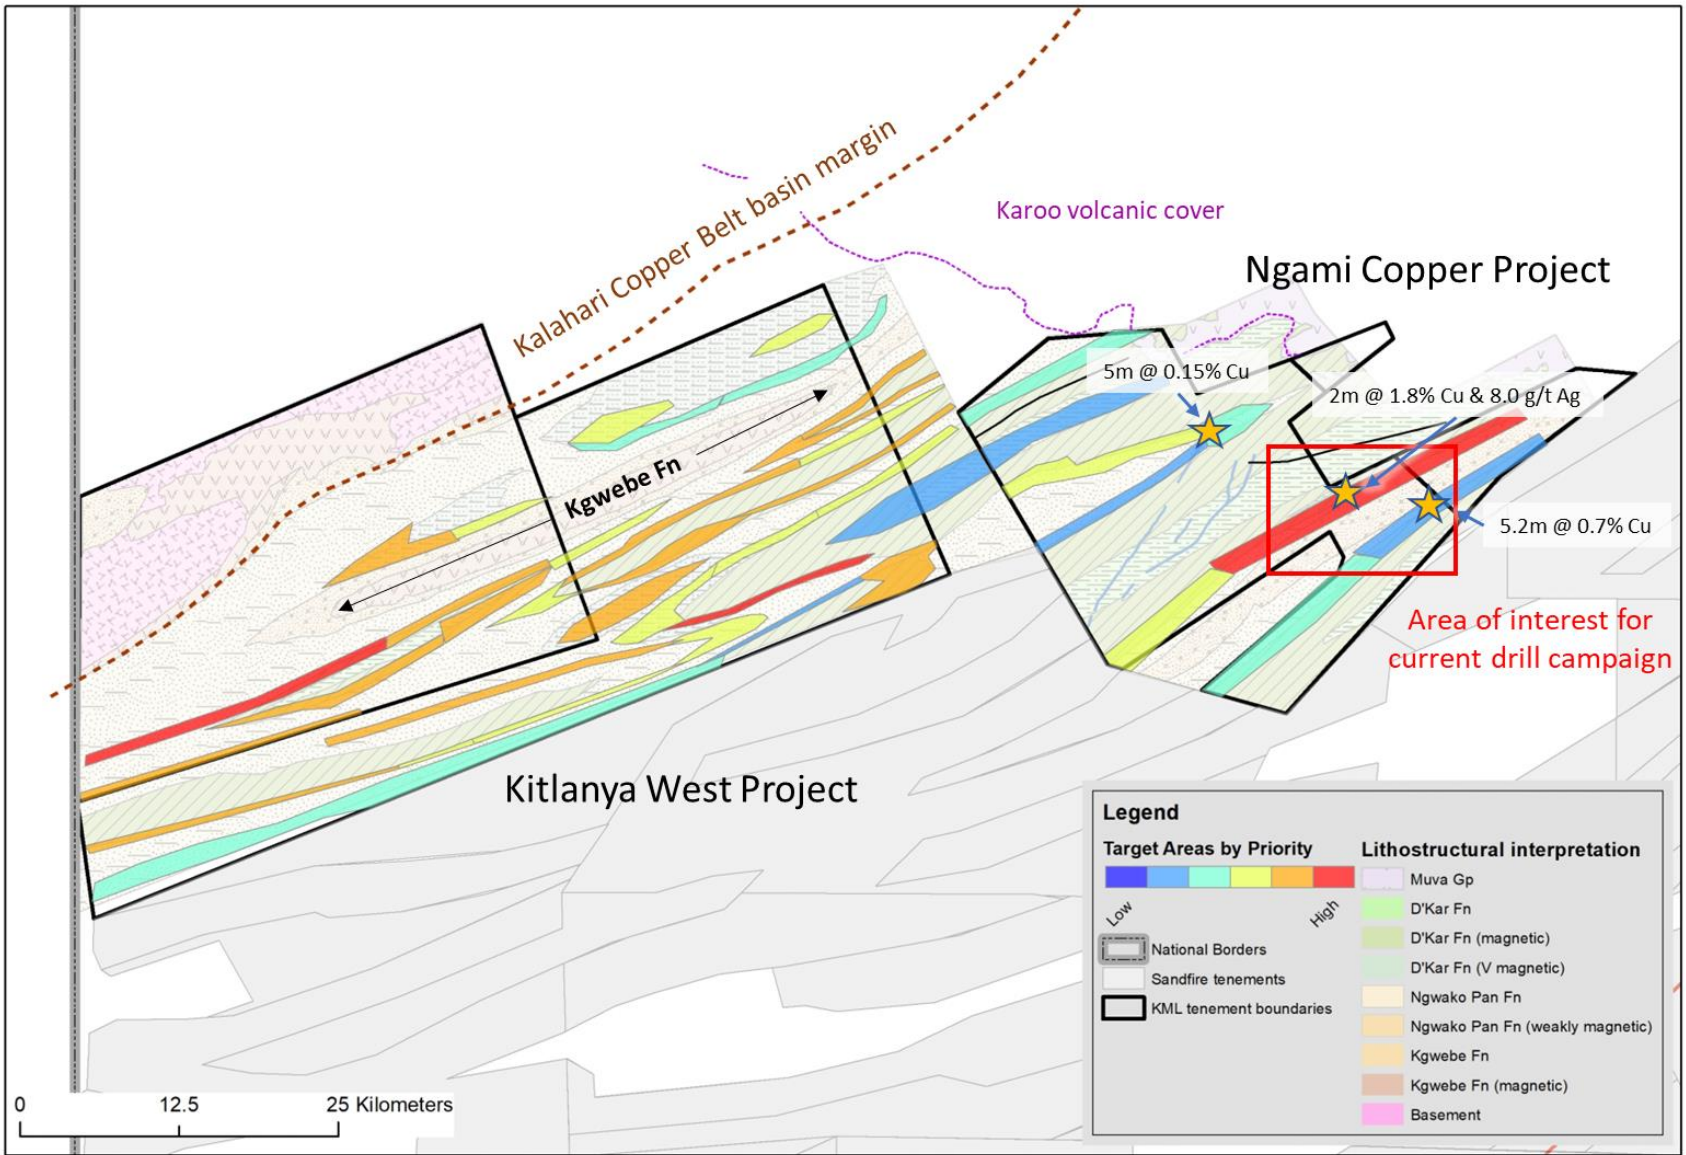 Kalahari Copper Belt basin margin
Karoo volcanic cover
Ngami Copper Project
5m @ 0.15% Cu
2m @ 1.8% Cu & 8.0 g/t Ag
Kgwebe Fn
5.2m @ 0.7% Cu
Area of interest for
current drill campaign
Kitlanya West Project
Legend
Target Areas by Priority
Low
High
National Borders
Sandfire tenements
KML tenement boundaries
Lithostructural interpretation
Muva Gp
D'Kar Fn
D'Kar Fn (magnetic)
D'Kar Fn (V magnetic)
Ngwako Pan Fn
Ngwako Pan Fn (weakly magnetic)
Kgwebe Fn
Kgwebe Fn (magnetic)
Basement
0 12.5 25 Kilometers